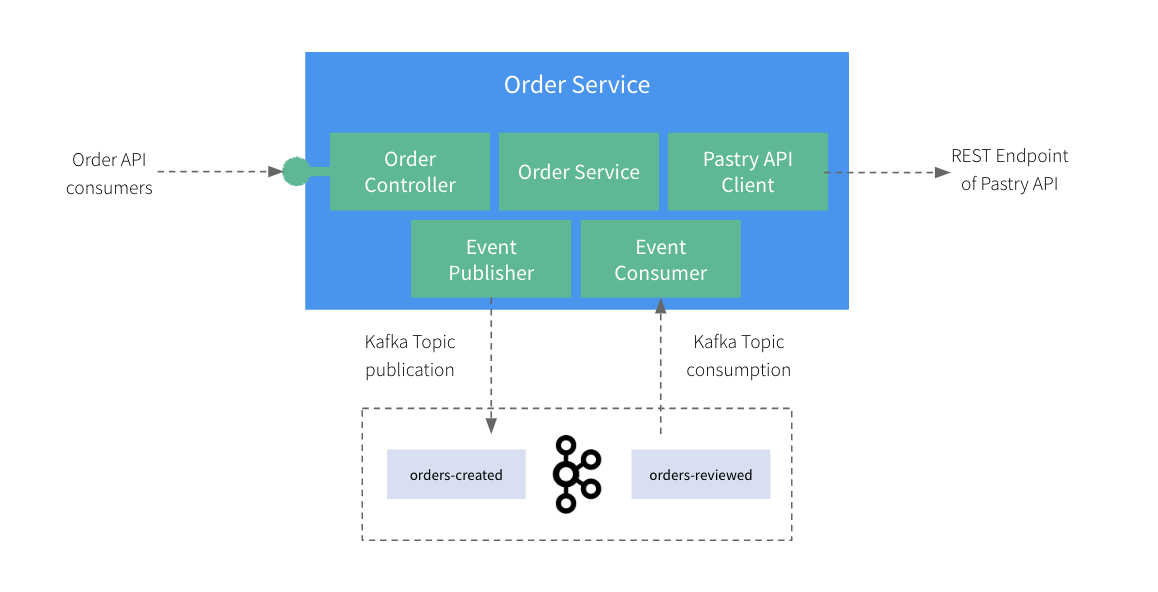 Order Service
Order API
consumers
Order
Controller
Order Service
Pastry API
Client
REST Endpoint
of Pastry API
Event
Publisher
Event
Consumer
Kafka Topic
publication
Kafka Topic
consumption
orders-created
orders-reviewed